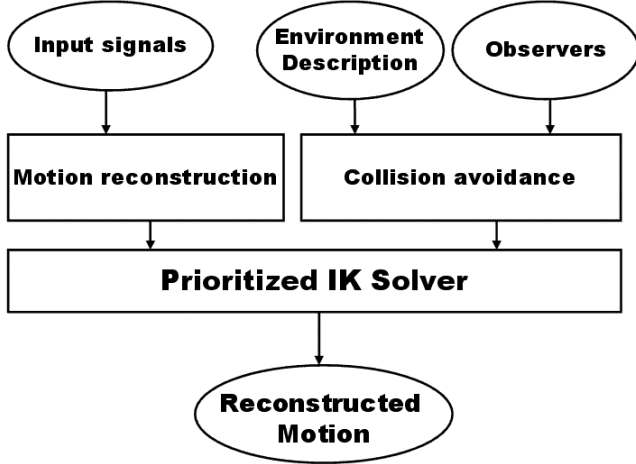 Input signals
Environment
Description
Observers
Motion reconstruction
Collision avoidance
Prioritized IK Solver
Reconstructed
Motion